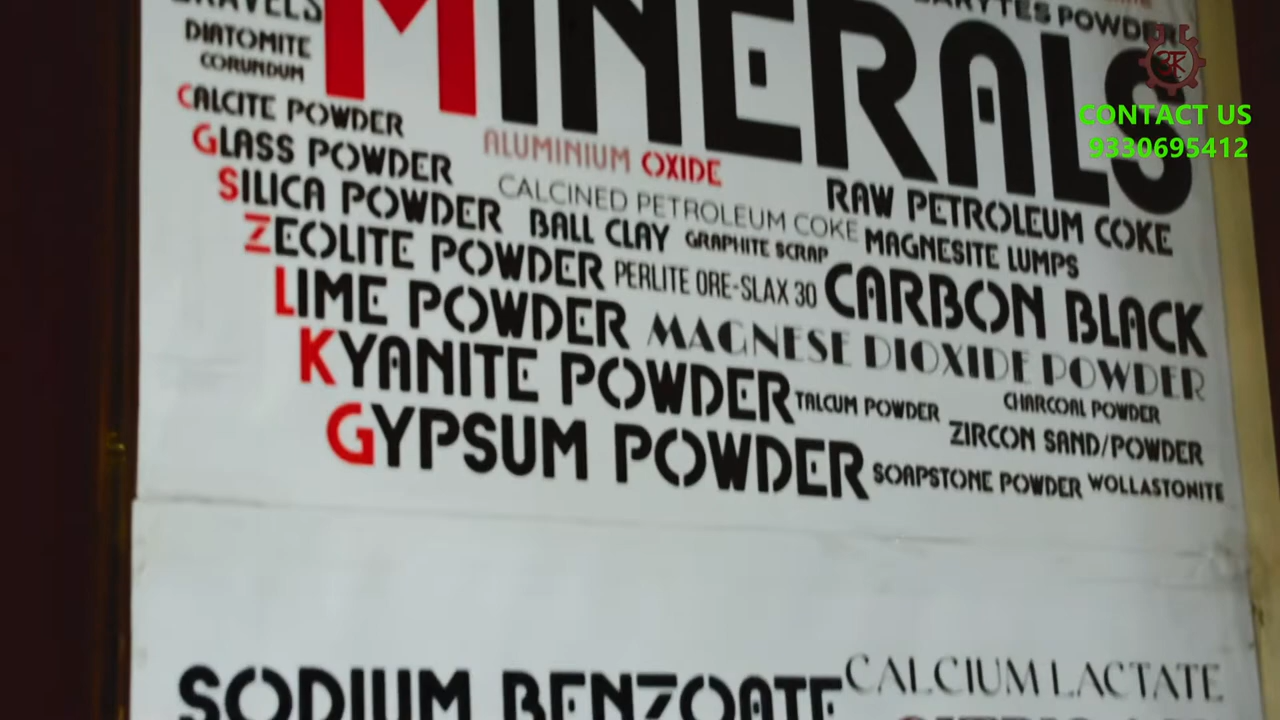 GRAVELS
BARYTES POWDER
MINERALS
DIATOMITE
CORUNDUM
CONTACT US
9330695412
CALCITE POWDER
ALUMINIUM OXIDE
GLASS POWDER
CALCINED PETROLEUM COKE
RAW PETROLEUM COKE
SILICA POWDER
BALL CLAY
GRAPHITE SCRAP
MAGNESITE LUMPS
ZEOLITE POWDER
PERLITE ORE-SLAX 30
CARBON BLACK
LIME POWDER
MAGNESE DIOXIDE POWDER
KYANITE POWDER
TALCUM POWDER
CHARCOAL POWDER
ZIRCON SAND/POWDER
GYPSUM POWDER
SOAPSTONE POWDER
WOLLASTONITE
SODIUM BENZOATE
CALCIUM LACTATE